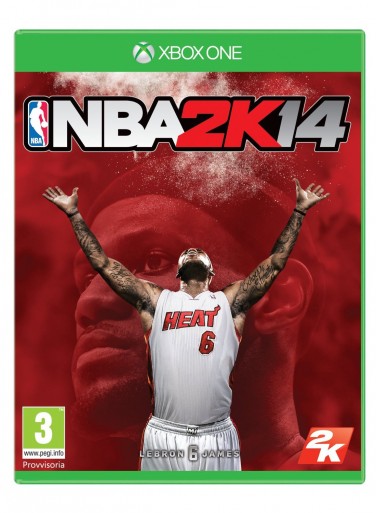 XBOX ONE
NBA
NBA2K14
HEAT
6
LEBRON 6 JAMES
3
www.pegi.info
Provvisoria
2K